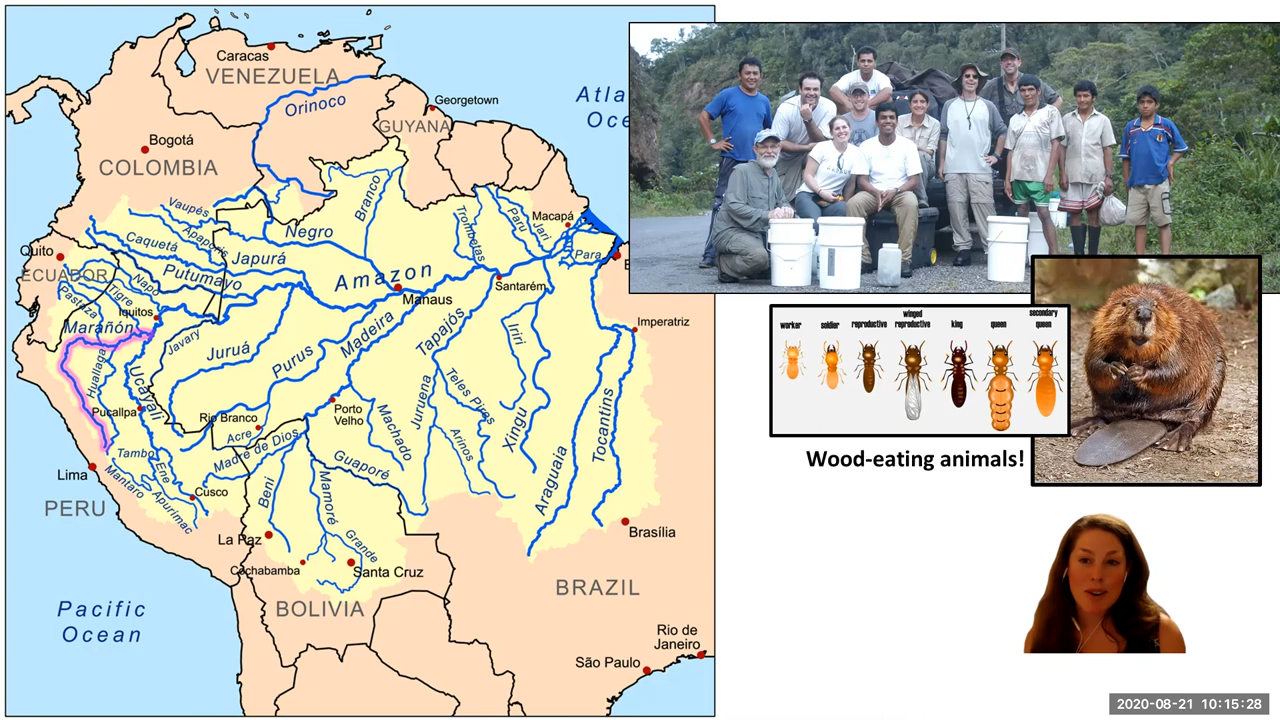 Caracas
VENEZUELA
Orinoco
Georgetown
GUYANA
Atla
Oce
Bogotá
COLOMBIA
Vaupés
Apaporis
Caquetá
Negro
Branco
Trombetas
Paru
Jari
Macapá
Quito
ECUADOR
Putumayo
Japurá
Amazon
Para
B
Napo
Tigre
Pastaza
Iquitos
Manaus
Santarém
Marañón
Javary
Juruá
Purus
Madeira
Tapajós
Iriri
Imperatriz
Huallaga
Ucayali
Pucallpa
Rio Branco
Acre
Porto
Velho
Machado
Juruena
Teles Pires
Arinos
Xingu
Araguaia
Tocantins
Lima
Tambo
Ene
Mantaro
Apurimac
Madre de Dios
Cusco
Guaporé
PERU
Beni
Mamoré
Grande
La Paz
Cochabamba
Santa Cruz
BOLIVIA
Brasília
BRAZIL
Pacific
Ocean
Rio de
Janeiro
São Paulo
worker
soldier
reproductive
winged
reproductive
king
queen
secondary
queen
Wood-eating animals!
2020-08-21 10:15:28